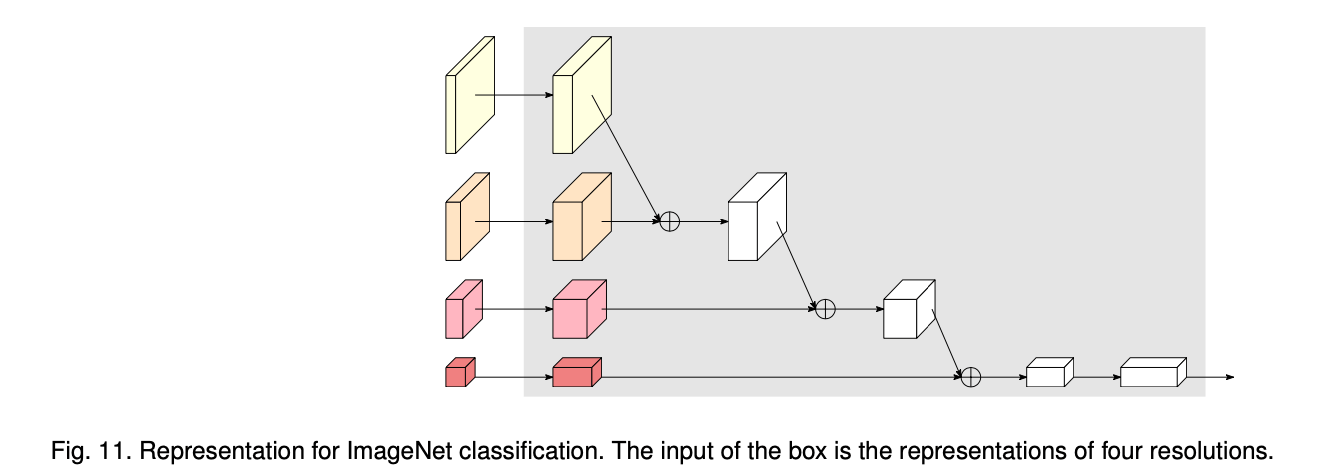 Fig. 11. Representation for ImageNet classification. The input of the box is the representations of four resolutions.